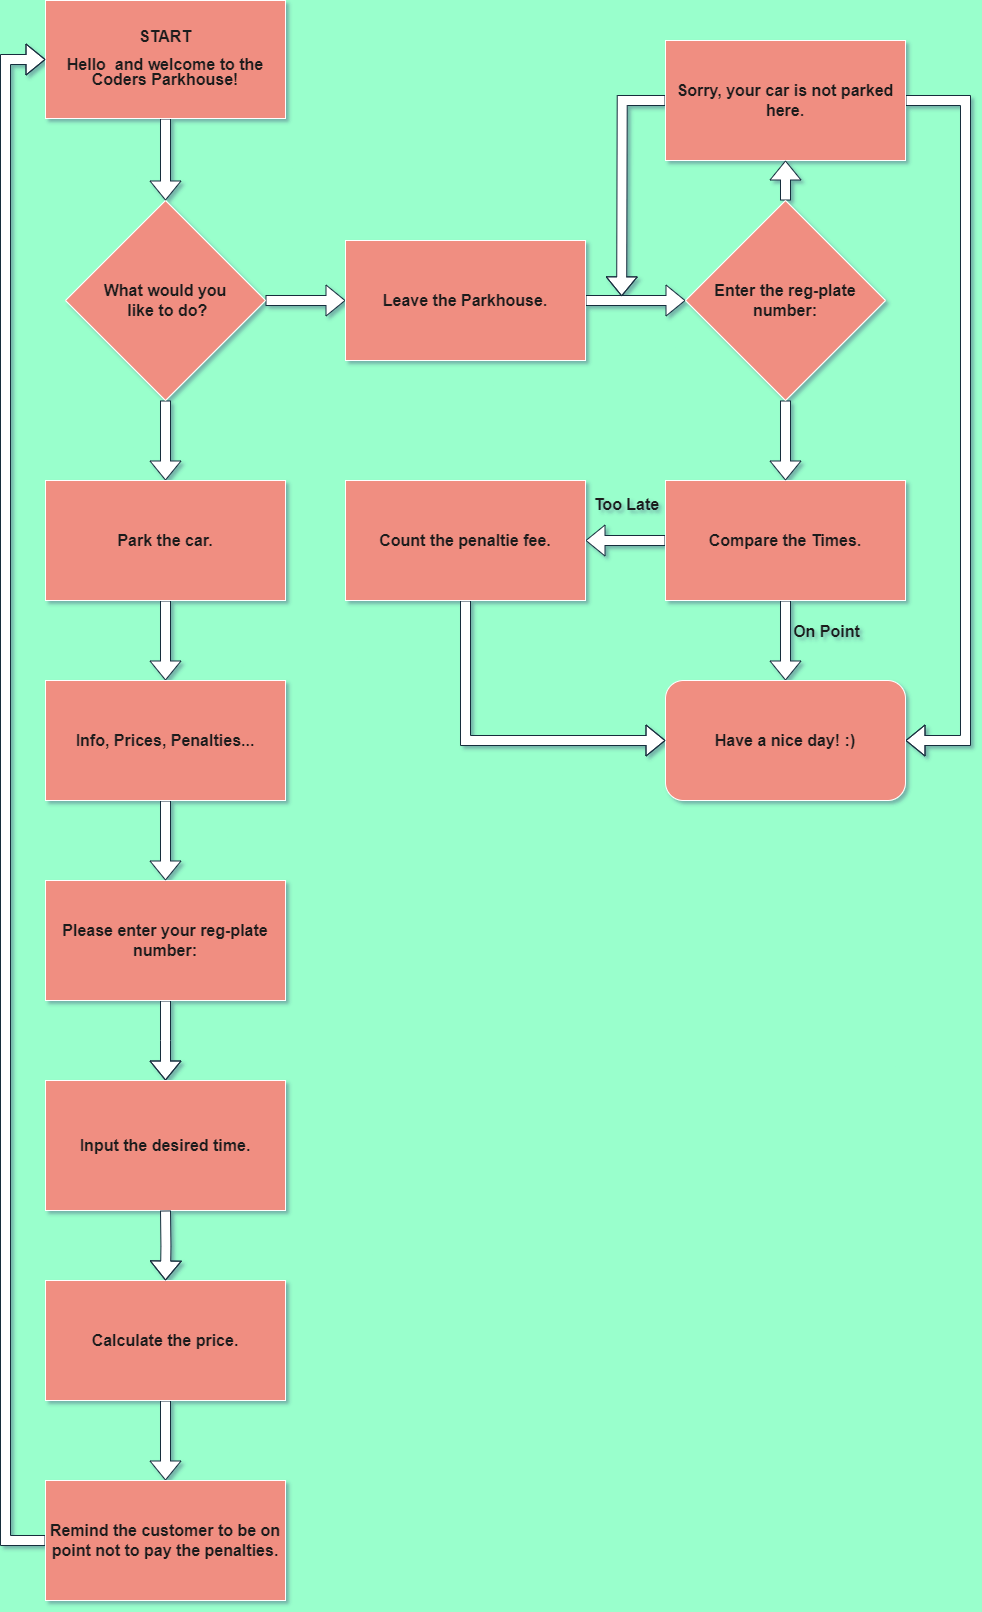 START
Hello  and welcome to the
Coders Parkhouse!
Sorry, your car is not parked
here.
What would you
like to do?
Leave the Parkhouse.
Enter the reg-plate
number:
Park the car.
Count the penaltie fee.
Too Late
Compare the Times.
On Point
Info, Prices, Penalties...
Have a nice day! :)
Please enter your reg-plate
number:
Input the desired time.
Calculate the price.
Remind the customer to be on
point not to pay the penalties.